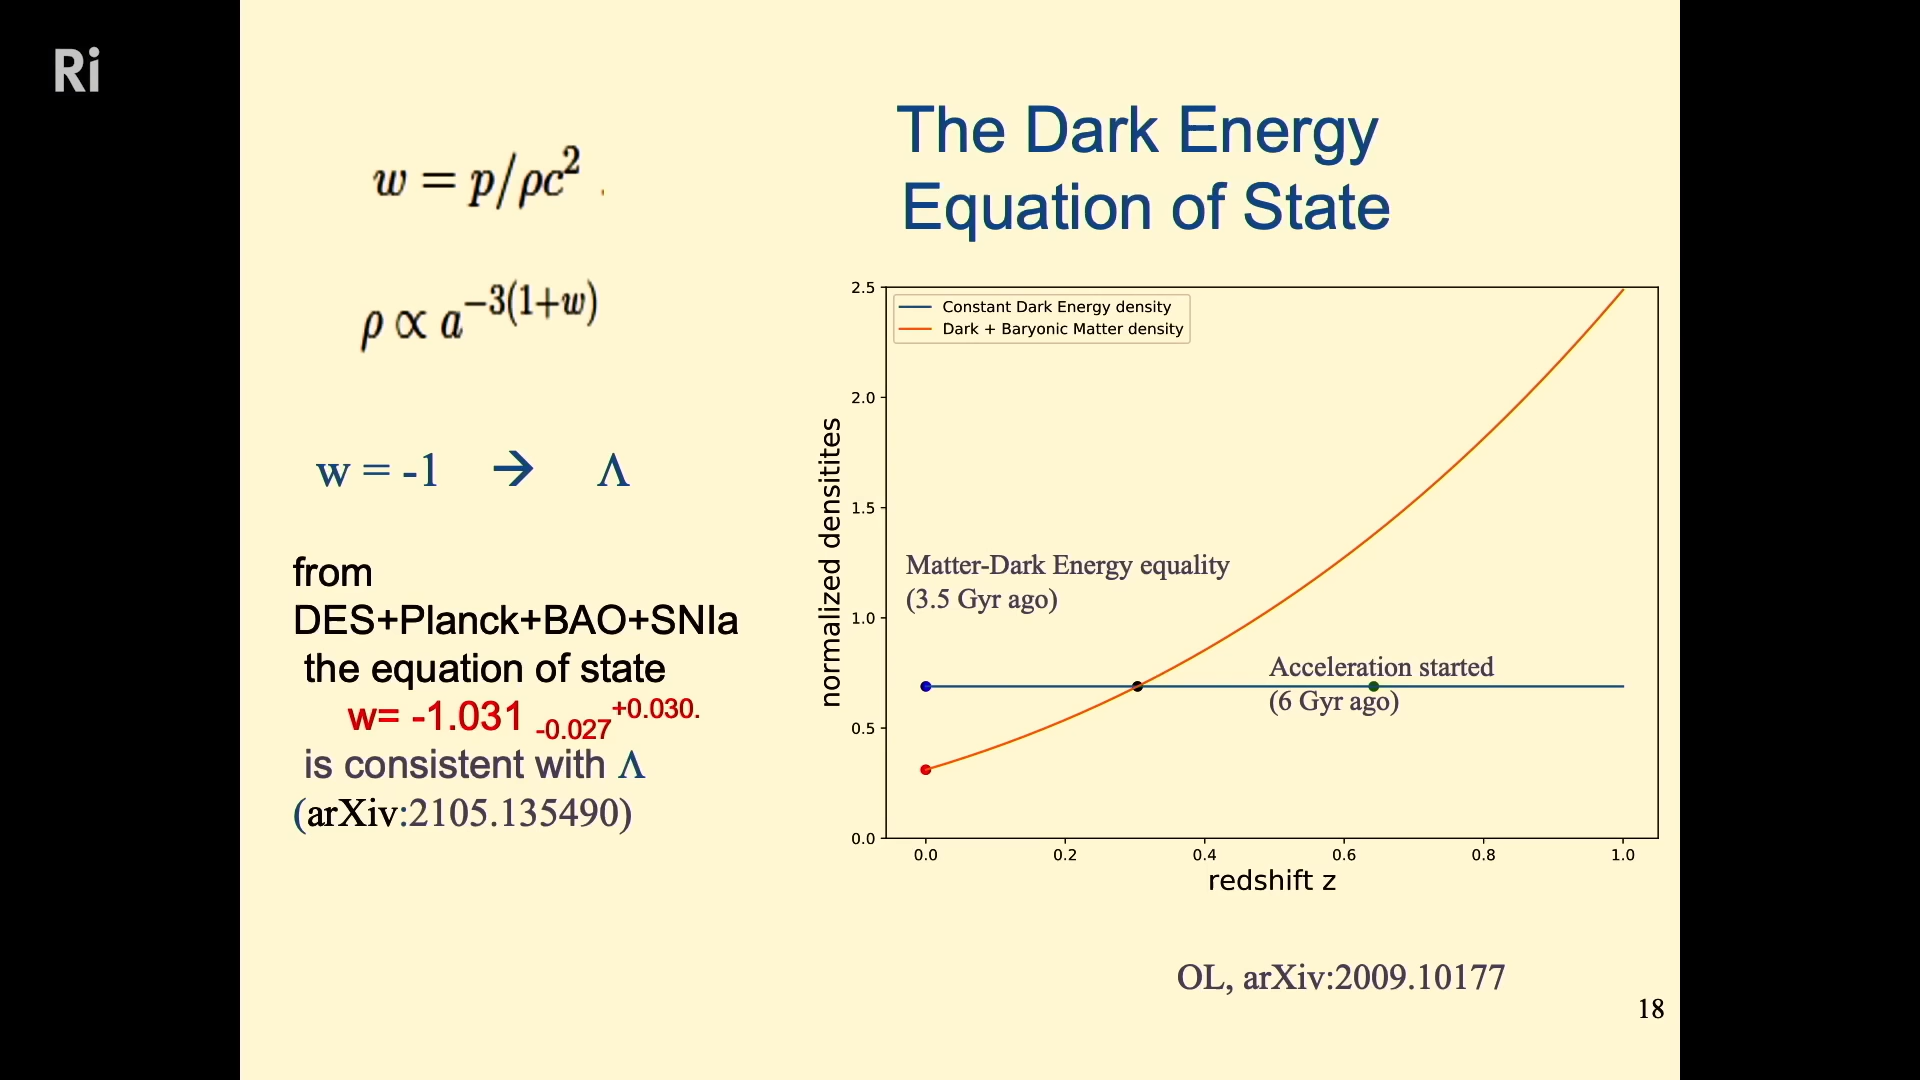 Ri
The Dark Energy
Equation of State
w = p/ρc² .
ρ ∝ a^{-3(1+w)}
w = -1 → Λ
from
DES+Planck+BAO+SNIa
the equation of state
w= -1.031 -0.027 +0.030.
is consistent with Λ
(arXiv:2105.135490)
2.5
2.0
1.5
1.0
0.5
0.0
normalized densitites
Constant Dark Energy density
Dark + Baryonic Matter density
Matter-Dark Energy equality
(3.5 Gyr ago)
Acceleration started
(6 Gyr ago)
0.0 0.2 0.4 0.6 0.8 1.0
redshift z
OL, arXiv:2009.10177
18